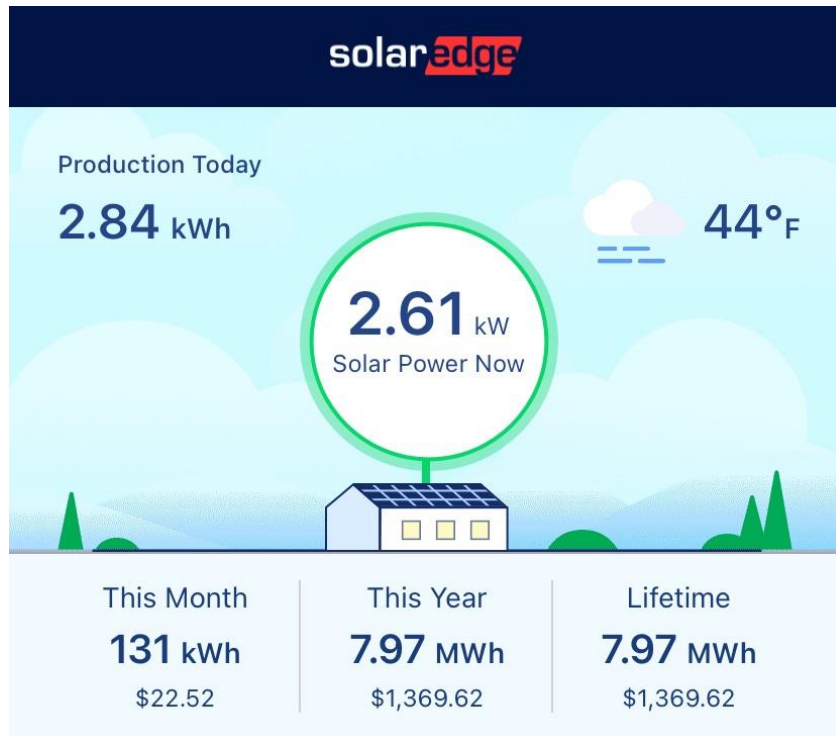 solaredge
Production Today
2.84 kWh
44°F
2.61 kW
Solar Power Now
This Month
131 kWh
$22.52
This Year
7.97 MWh
$1,369.62
Lifetime
7.97 MWh
$1,369.62